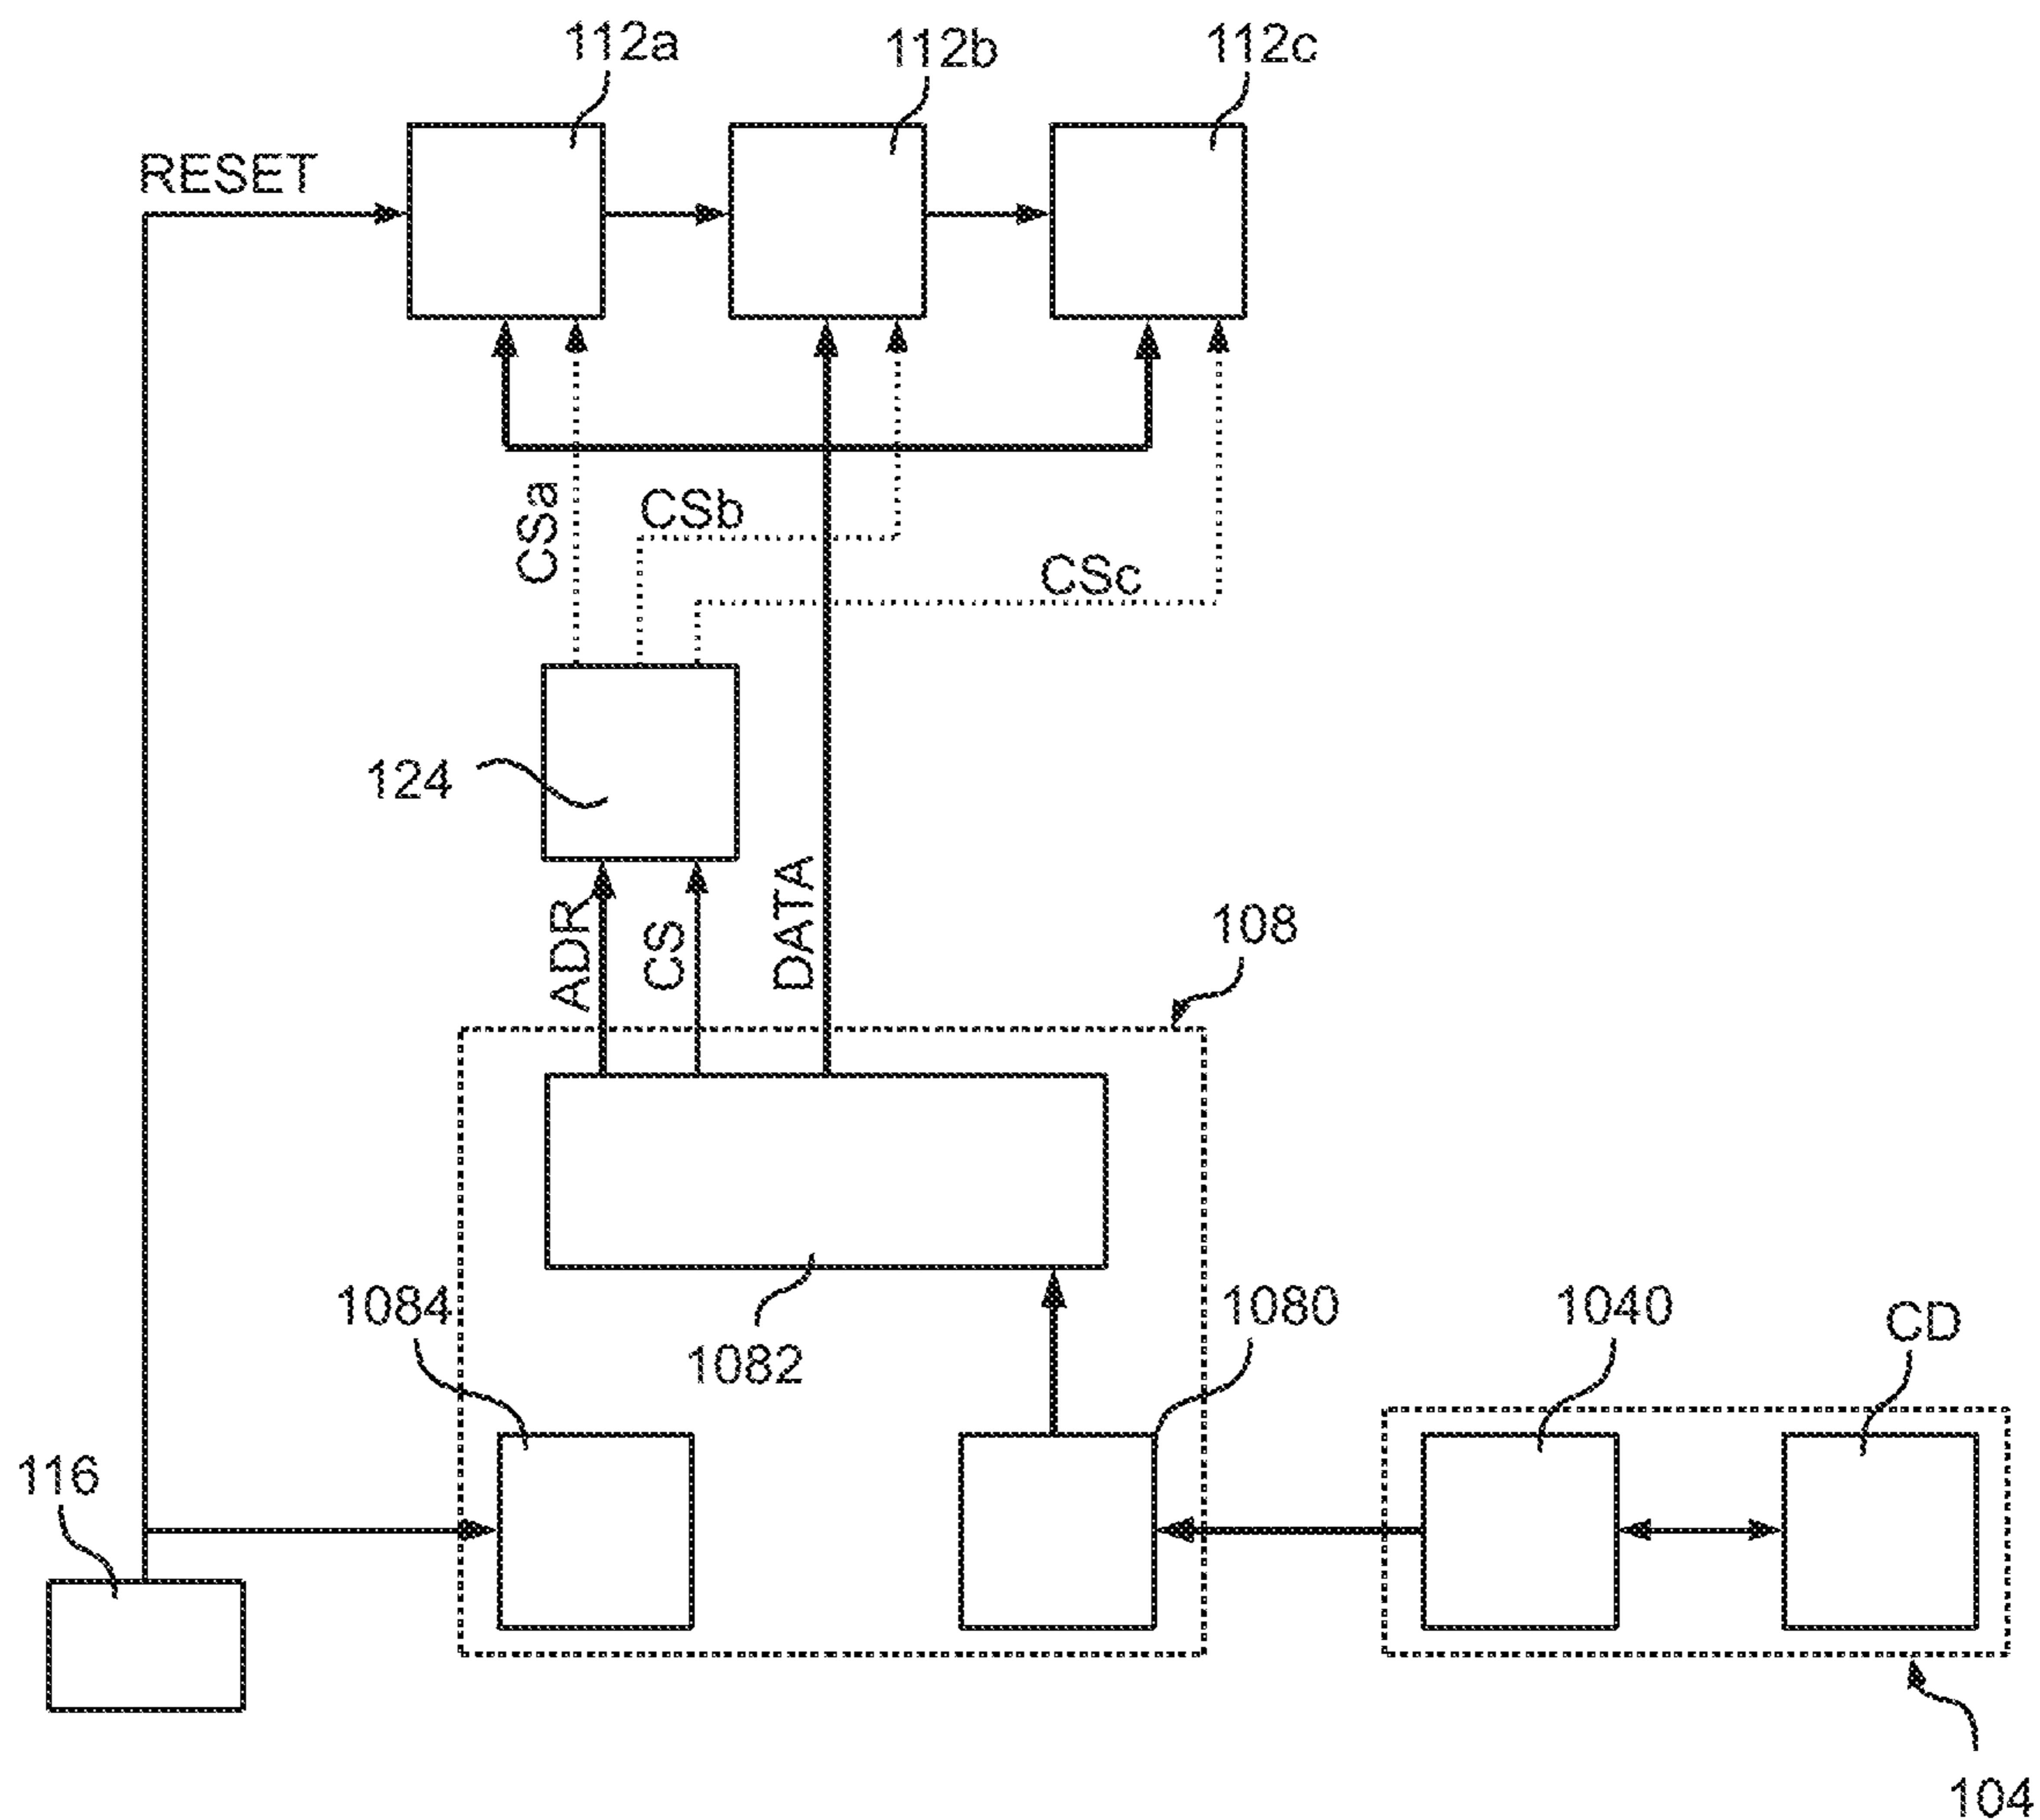 112a
112b
112c
RESET
CSa
CSb
CSc
124
ADR
CS
DATA
108
1084
1082
1080
1040
CD
116
104